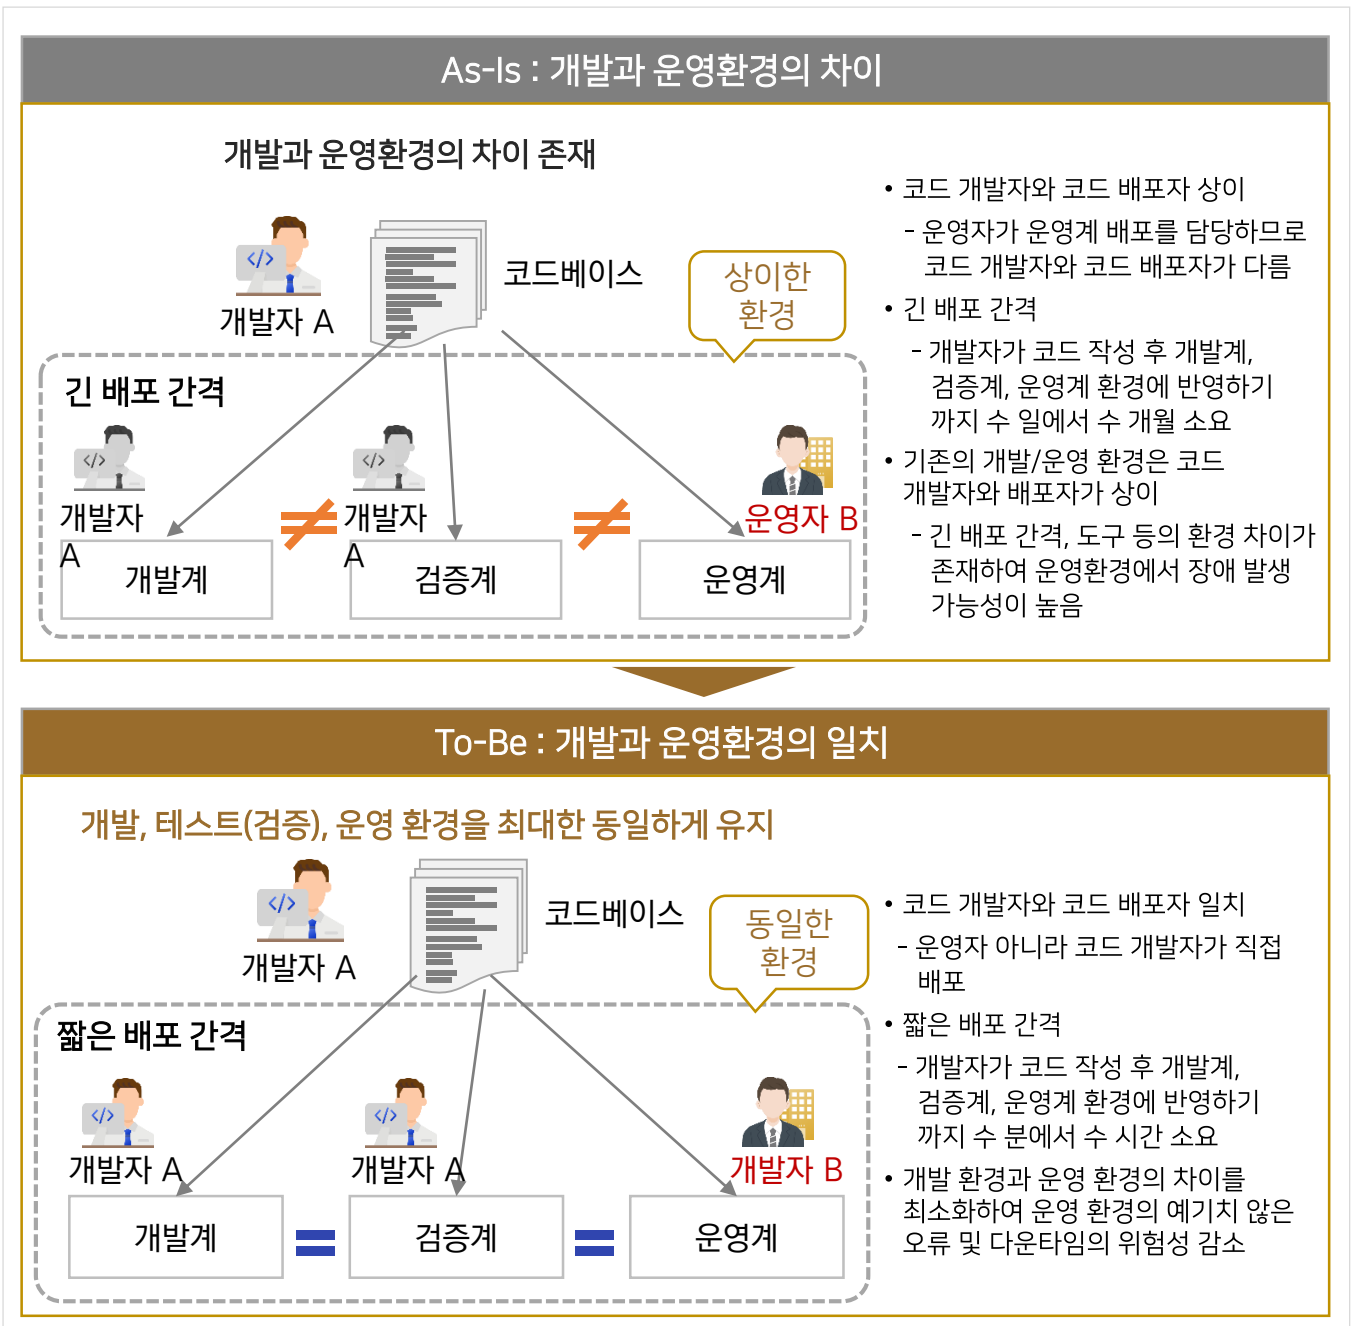 As-Is : 개발과 운영환경의 차이
개발과 운영환경의 차이 존재
개발자 A
코드베이스
상이한
환경
긴 배포 간격
</>
</>
</>
개발자
A
개발자
A
운영자 B
개발계
≠
검증계
≠
운영계
• 코드 개발자와 코드 배포자 상이
- 운영자가 운영계 배포를 담당하므로
코드 개발자와 코드 배포자가 다름
• 긴 배포 간격
- 개발자가 코드 작성 후 개발계,
검증계, 운영계 환경에 반영하기
까지 수 일에서 수 개월 소요
• 기존의 개발/운영 환경은 코드
개발자와 배포자가 상이
- 긴 배포 간격, 도구 등의 환경 차이가
존재하여 운영환경에서 장애 발생
가능성이 높음
To-Be : 개발과 운영환경의 일치
개발, 테스트(검증), 운영 환경을 최대한 동일하게 유지
</>
개발자 A
코드베이스
동일한
환경
짧은 배포 간격
</>
</>
개발자 A
개발자 A
개발자 B
개발계
=
검증계
=
운영계
• 코드 개발자와 코드 배포자 일치
- 운영자 아니라 코드 개발자가 직접
배포
• 짧은 배포 간격
- 개발자가 코드 작성 후 개발계,
검증계, 운영계 환경에 반영하기
까지 수 분에서 수 시간 소요
• 개발 환경과 운영 환경의 차이를
최소화하여 운영 환경의 예기치 않은
오류 및 다운타임의 위험성 감소